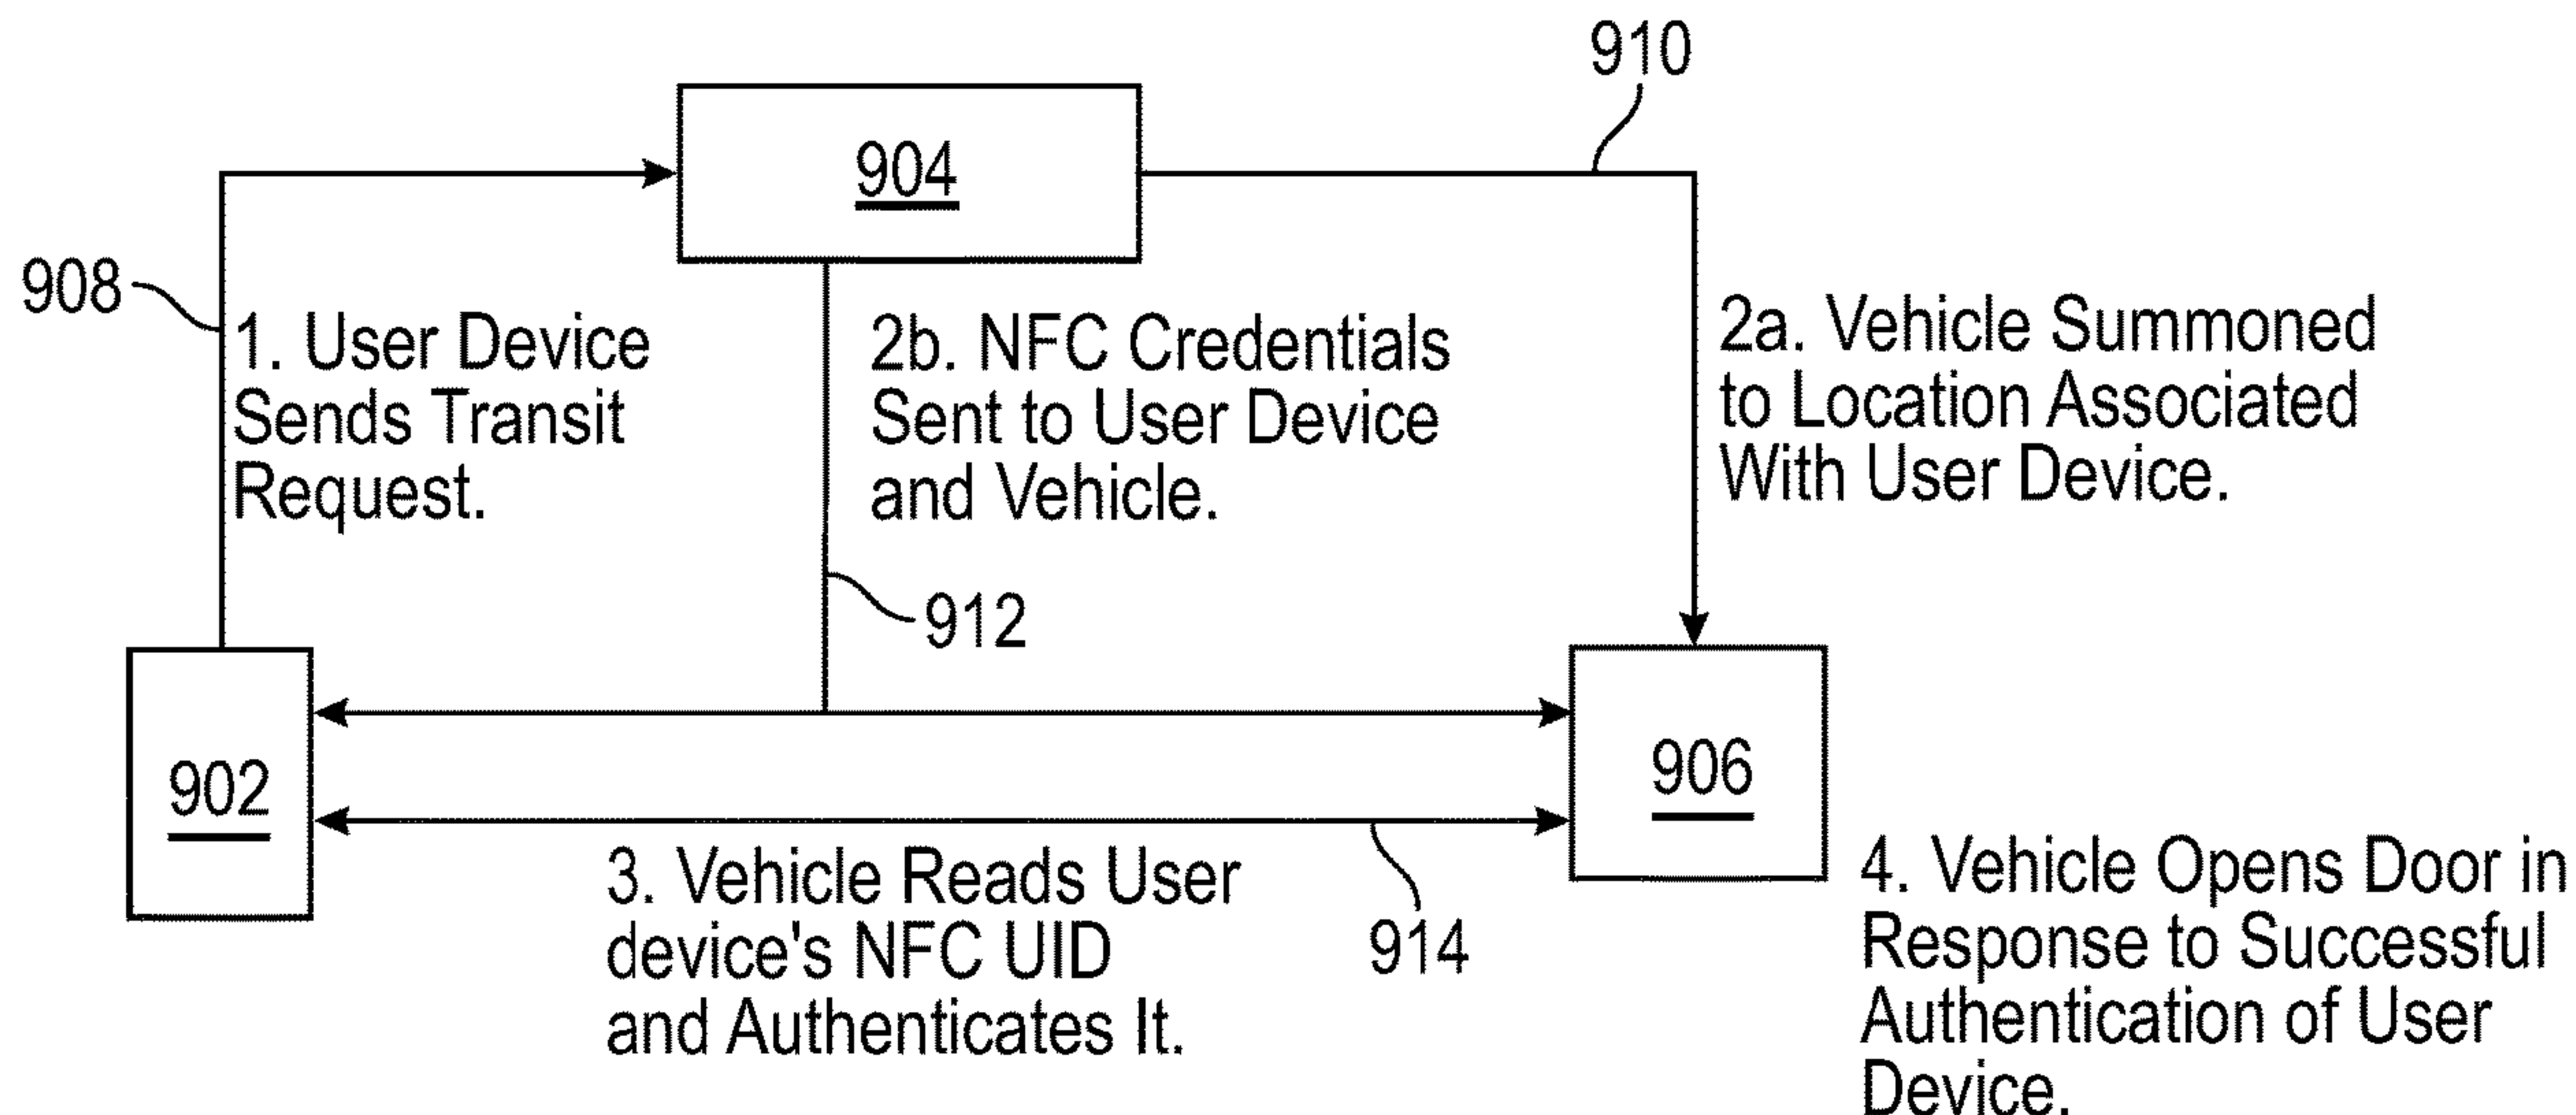 910
904
908
1. User Device
Sends Transit
Request.
2b. NFC Credentials
Sent to User Device
and Vehicle.
2a. Vehicle Summoned
to Location Associated
With User Device.
912
902
906
3. Vehicle Reads User
device's NFC UID
and Authenticates It.
914
4. Vehicle Opens Door in
Response to Successful
Authentication of User
Device.